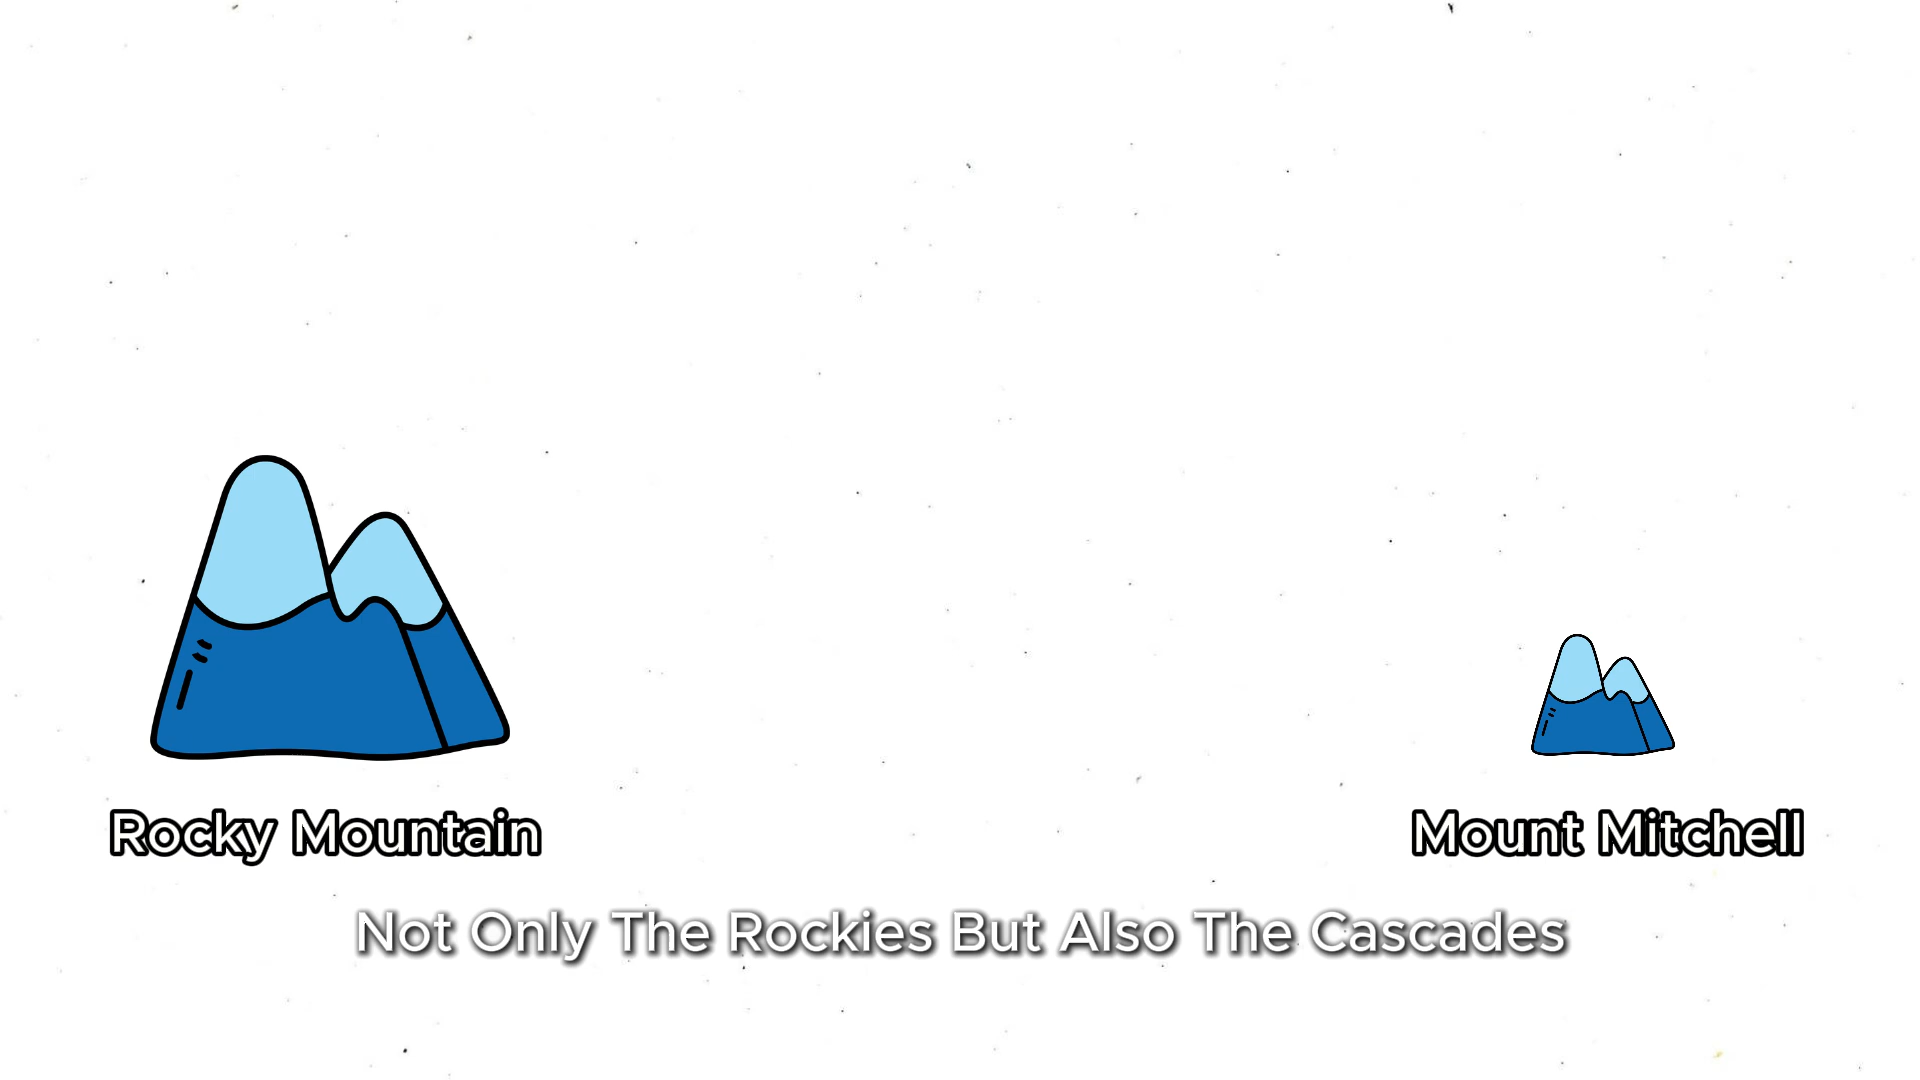 Rocky Mountain
Mount Mitchell
Not Only The Rockies But Also The Cascades